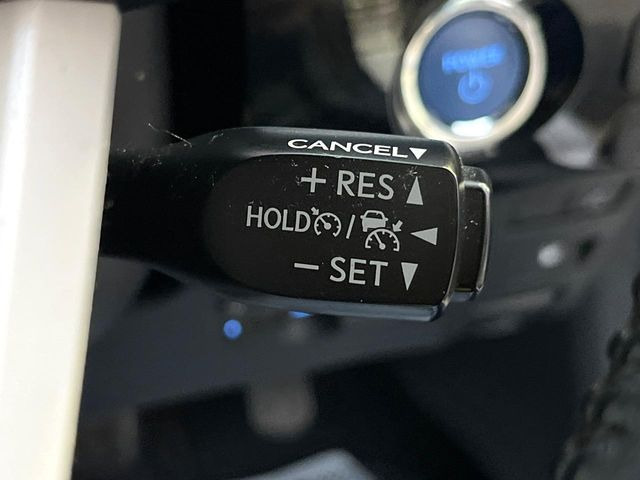 POWER
CANCEL▼
+ RES ▲
HOLD / ◀
− SET ▼